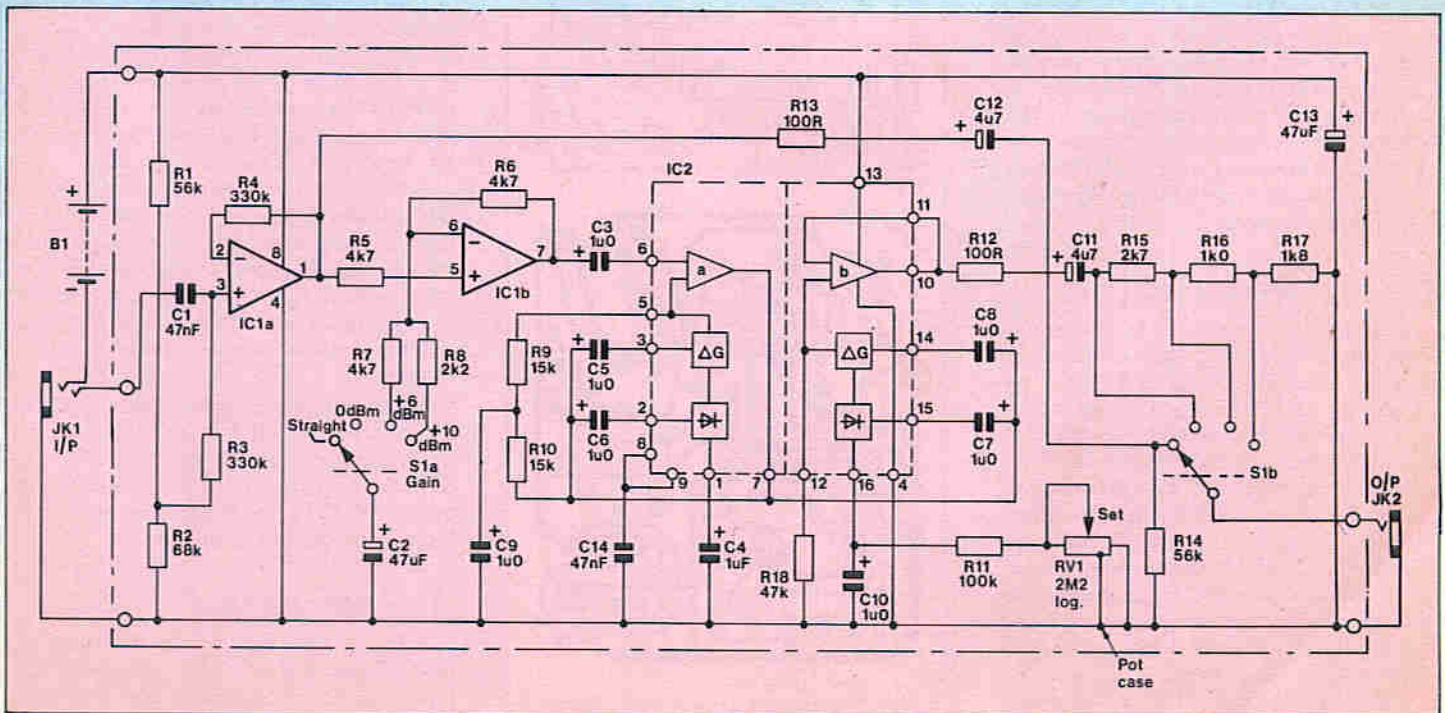 B1
+
−
JK1
I/P
R1
56k
R4
330k
2
−
8
1
3
+
4
IC1a
C1
47nF
R3
330k
R2
68k
R5
4k7
R6
4k7
6
−
7
5
+
IC1b
R7
4k7
R8
2k2
Straight
0dBm
+6
dBm
+10
dBm
S1a
Gain
+
C2
47uF
C3
1u0
+
IC2
6
a
5
3
ΔG
2
8
9
1
7
R9
15k
+
C5
1u0
+
C6
1u0
R10
15k
+
C9
1u0
C14
47nF
+
C4
1uF
R13
100R
C12
4u7
+
13
11
b
10
ΔG
14
15
12
16
4
C8
1u0
+
+
C7
1u0
R18
47k
+
C10
1u0
R11
100k
Set
RV1
2M2
log.
Pot
case
R12
100R
C11
4u7
+
R15
2k7
R16
1k0
R17
1k8
C13
47uF
+
S1b
R14
56k
O/P
JK2